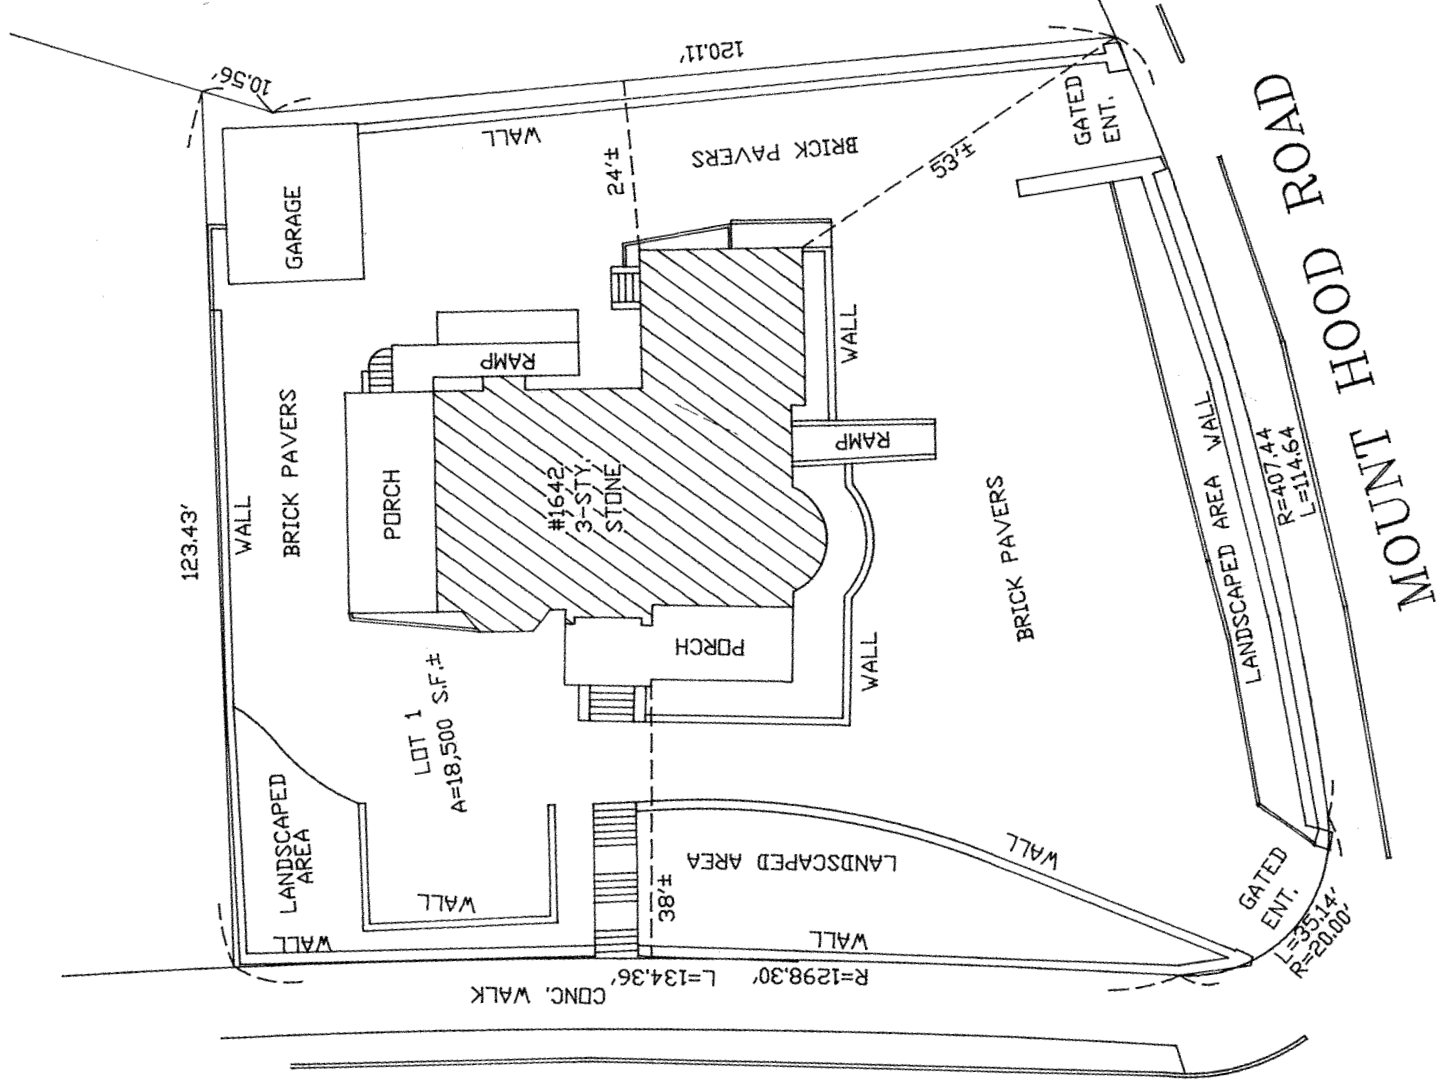 10.56'
120.11'
WALL
24'±
BRICK PAVERS
53'±
GATED
ENT.
GARAGE
MOUNT HOOD ROAD
RAMP
WALL
123.43'
WALL
BRICK PAVERS
PORCH
#1642
3-STY.
STONE
RAMP
BRICK PAVERS
LANDSCAPED AREA WALL
R=407.44
L=114.64
PORCH
WALL
LOT 1
A=18,500 S.F.±
LANDSCAPED
AREA
WALL
WALL
38'±
LANDSCAPED AREA
WALL
WALL
GATED
ENT.
L=35.14'
R=20.00'
R=1298.30' L=134.36'
CONC. WALK